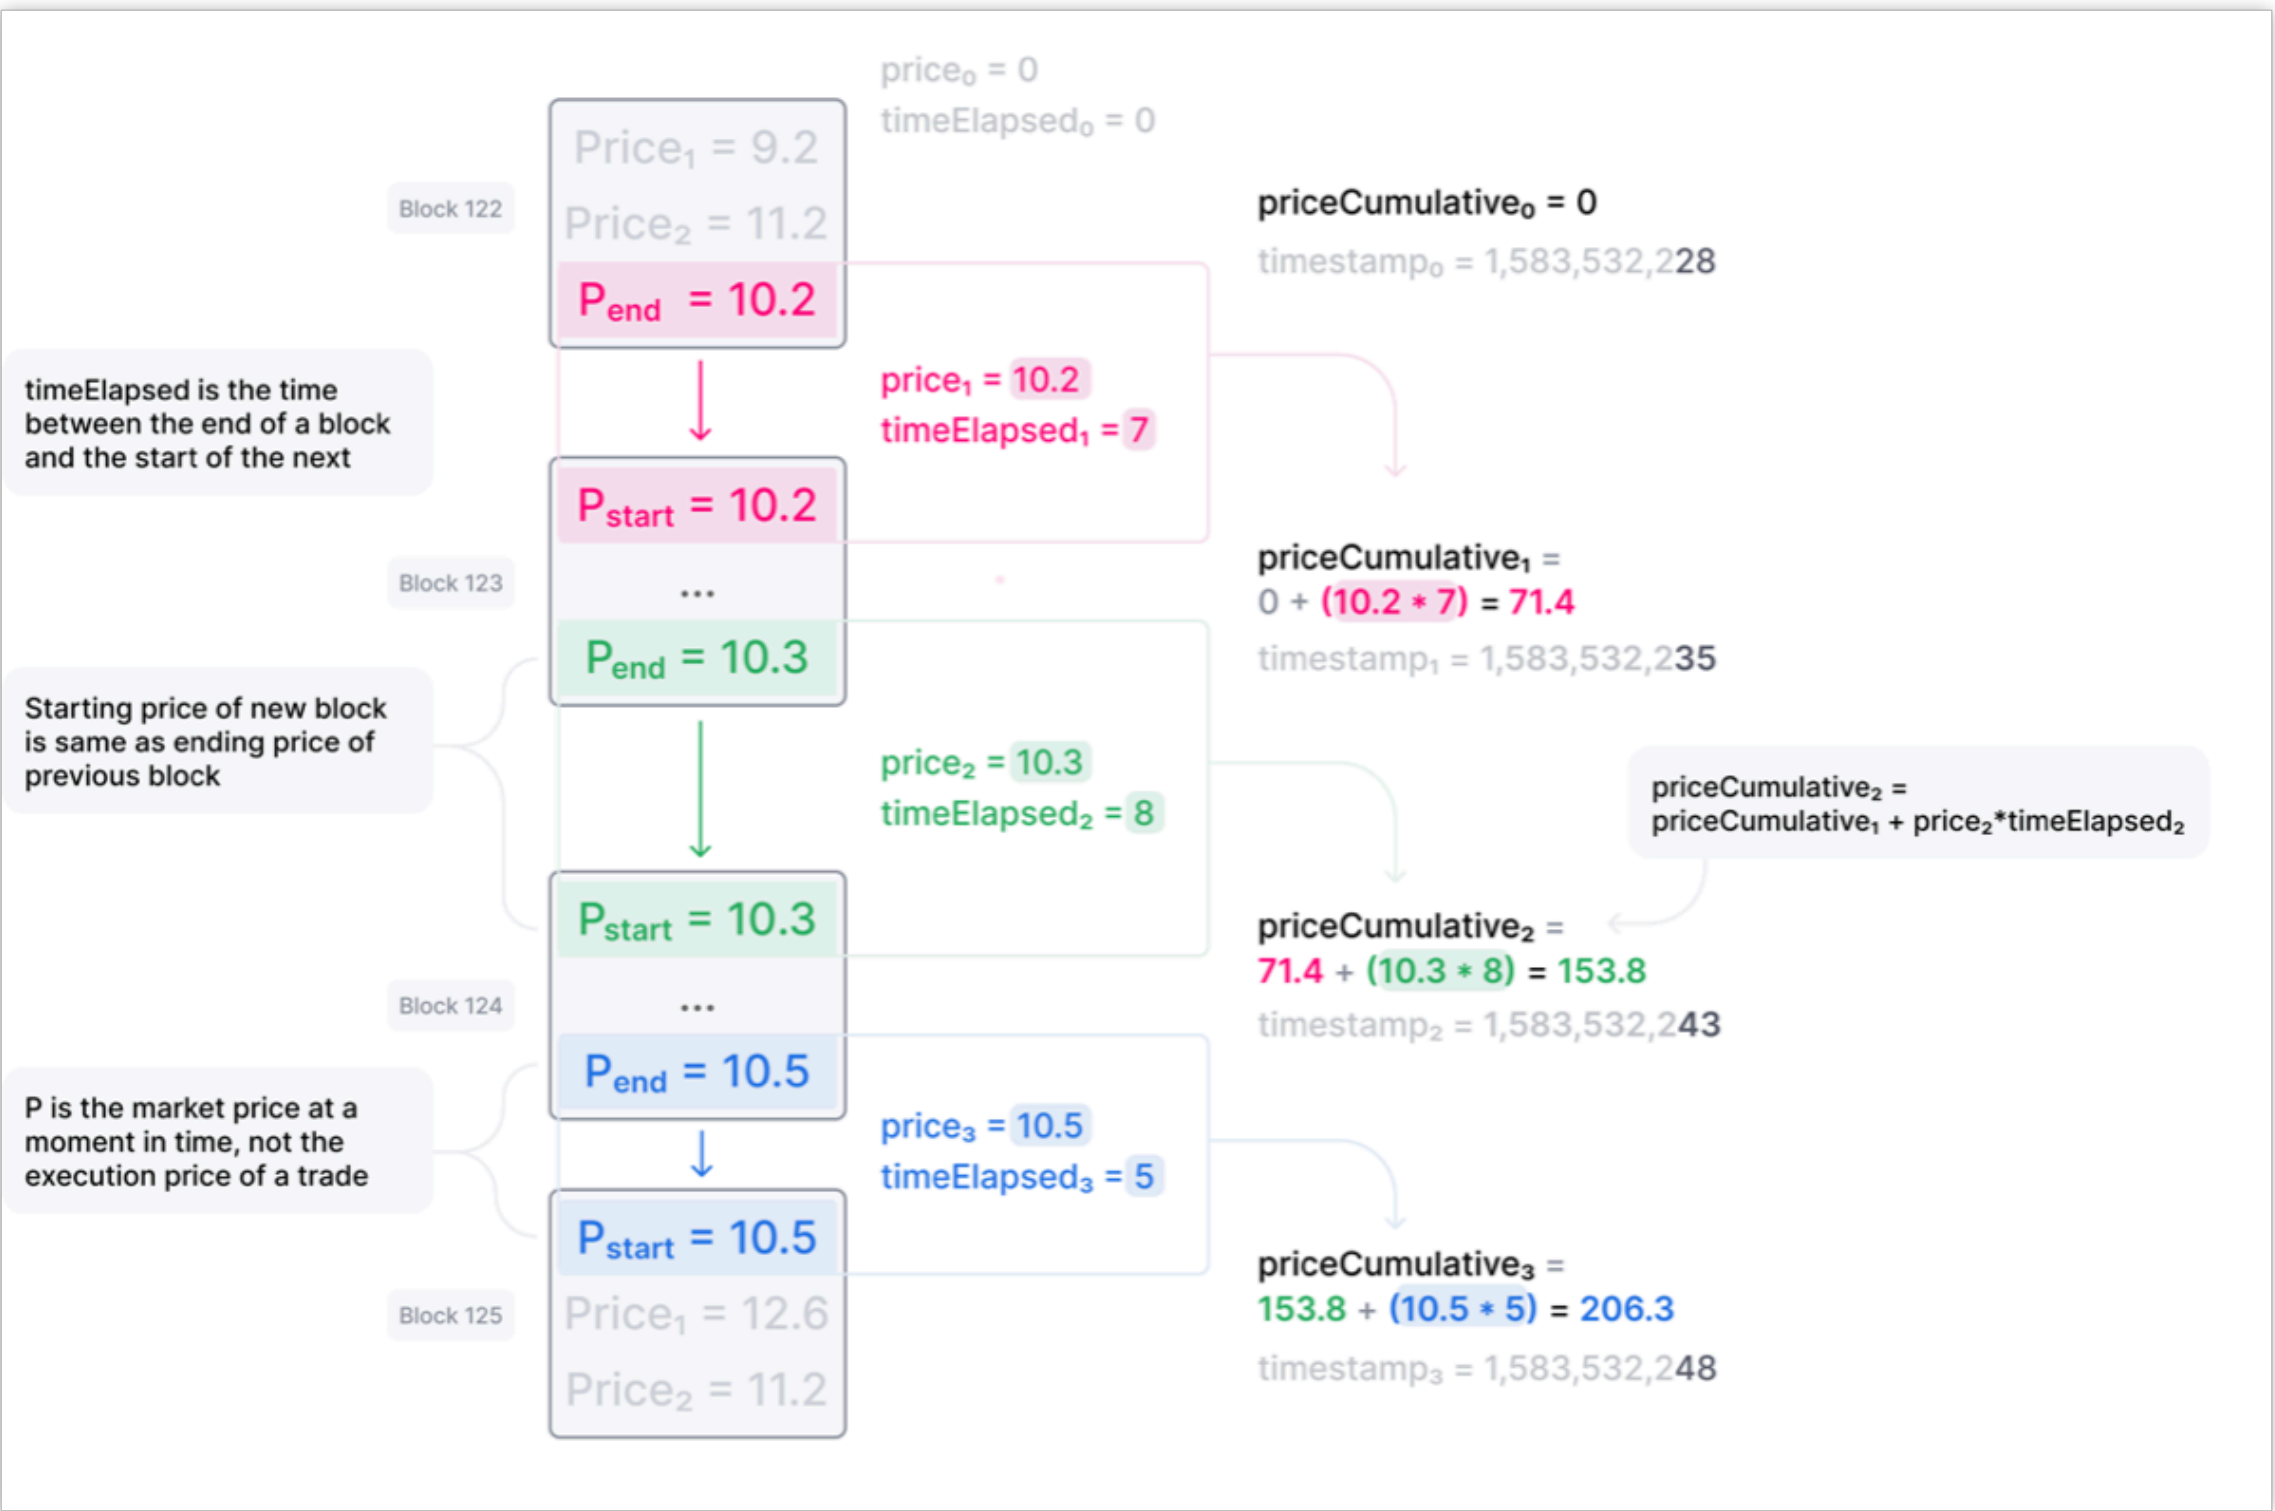 price₀ = 0
timeElapsed₀ = 0
Price₁ = 9.2
Block 122
Price₂ = 11.2
priceCumulative₀ = 0
timestamp₀ = 1,583,532,228
Pend = 10.2
timeElapsed is the time
between the end of a block
and the start of the next
price₁ = 10.2
timeElapsed₁ = 7
Pstart = 10.2
Block 123
...
priceCumulative₁ =
0 + (10.2 * 7) = 71.4
timestamp₁ = 1,583,532,235
Pend = 10.3
Starting price of new block
is same as ending price of
previous block
price₂ = 10.3
timeElapsed₂ = 8
priceCumulative₂ =
priceCumulative₁ + price₂*timeElapsed₂
Pstart = 10.3
priceCumulative₂ =
71.4 + (10.3 * 8) = 153.8
timestamp₂ = 1,583,532,243
Block 124
...
Pend = 10.5
P is the market price at a
moment in time, not the
execution price of a trade
price₃ = 10.5
timeElapsed₃ = 5
Pstart = 10.5
priceCumulative₃ =
153.8 + (10.5 * 5) = 206.3
timestamp₃ = 1,583,532,248
Block 125
Price₁ = 12.6
Price₂ = 11.2